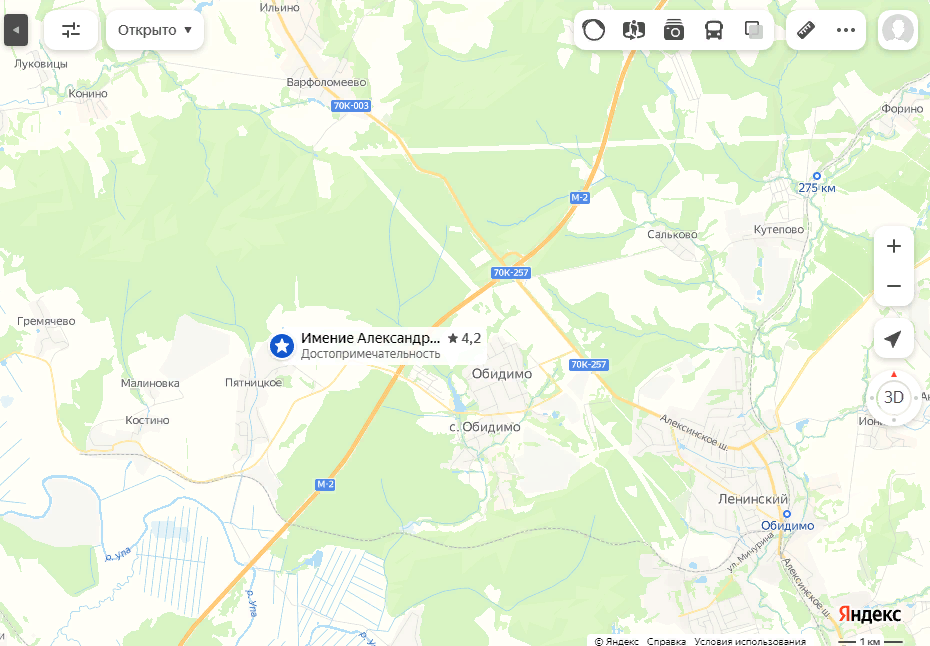 Ильино
Открыто
Луковицы
Варфоломеево
Конино
70К-003
Форино
275 км
М-2
Сальково
Кутепово
70К-257
Гремячево
Имение Александр... 4,2
Достопримечательность
70К-257
Обидимо
Малиновка
Пятницкое
3D
Костино
с. Обидимо
Алексинское ш.
М-2
Ленинский
Обидимо
р. Упа
ул. Мичурина
Алексинское ш.
р. Упа
Яндекс
© Яндекс Справка Условия использования 1 км